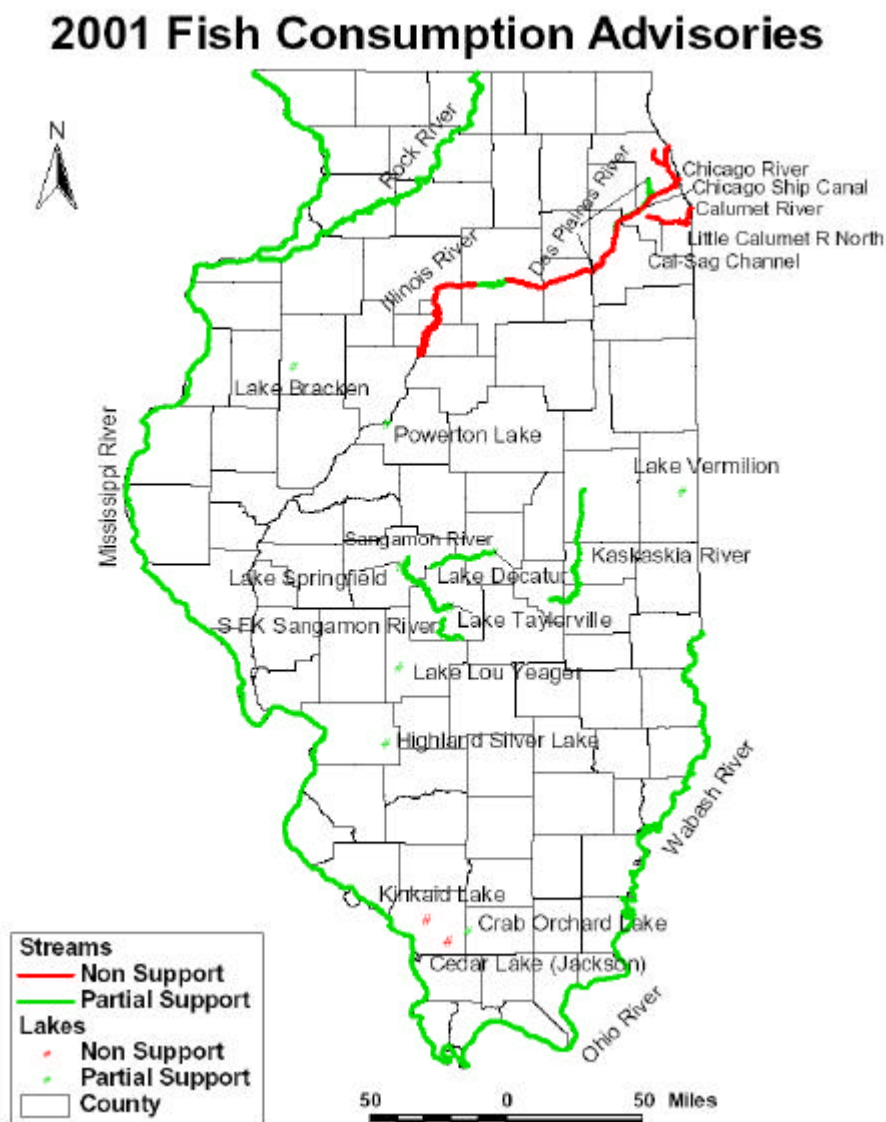 2001 Fish Consumption Advisories
N
Rock River
Chicago River
Chicago Ship Canal
Calumet River
Des Plaines River
Little Calumet R North
Cal-Sag Channel
Illinois River
Lake Bracken
Powerton Lake
Mississippi River
Lake Vermilion
Sangamon River
Kaskaskia River
Lake Springfield
Lake Decatur
Lake Taylorville
S FK Sangamon River
Lake Lou Yeager
Highland Silver Lake
Wabash River
Kinkaid Lake
Crab Orchard Lake
Cedar Lake (Jackson)
Ohio River
Streams
Non Support
Partial Support
Lakes
Non Support
Partial Support
County
50 0 50 Miles